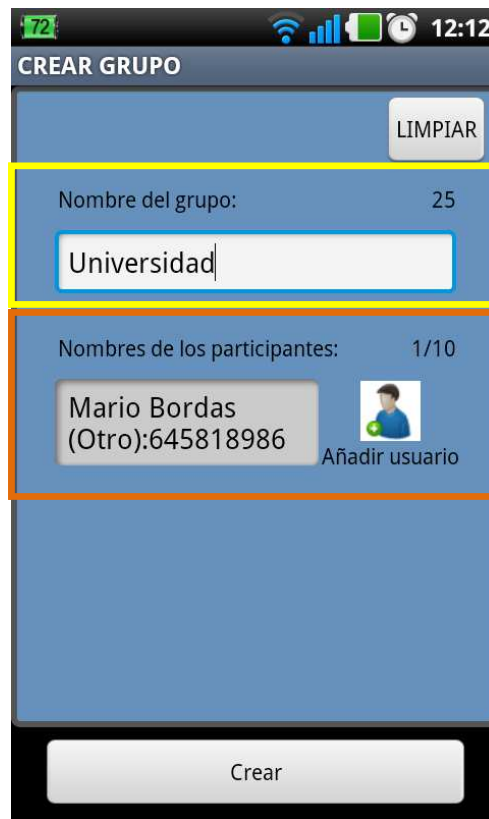 72 12:12
CREAR GRUPO
LIMPIAR
Nombre del grupo: 25
Universidad
Nombres de los participantes: 1/10
Mario Bordas
(Otro):645818986
Añadir usuario
Crear